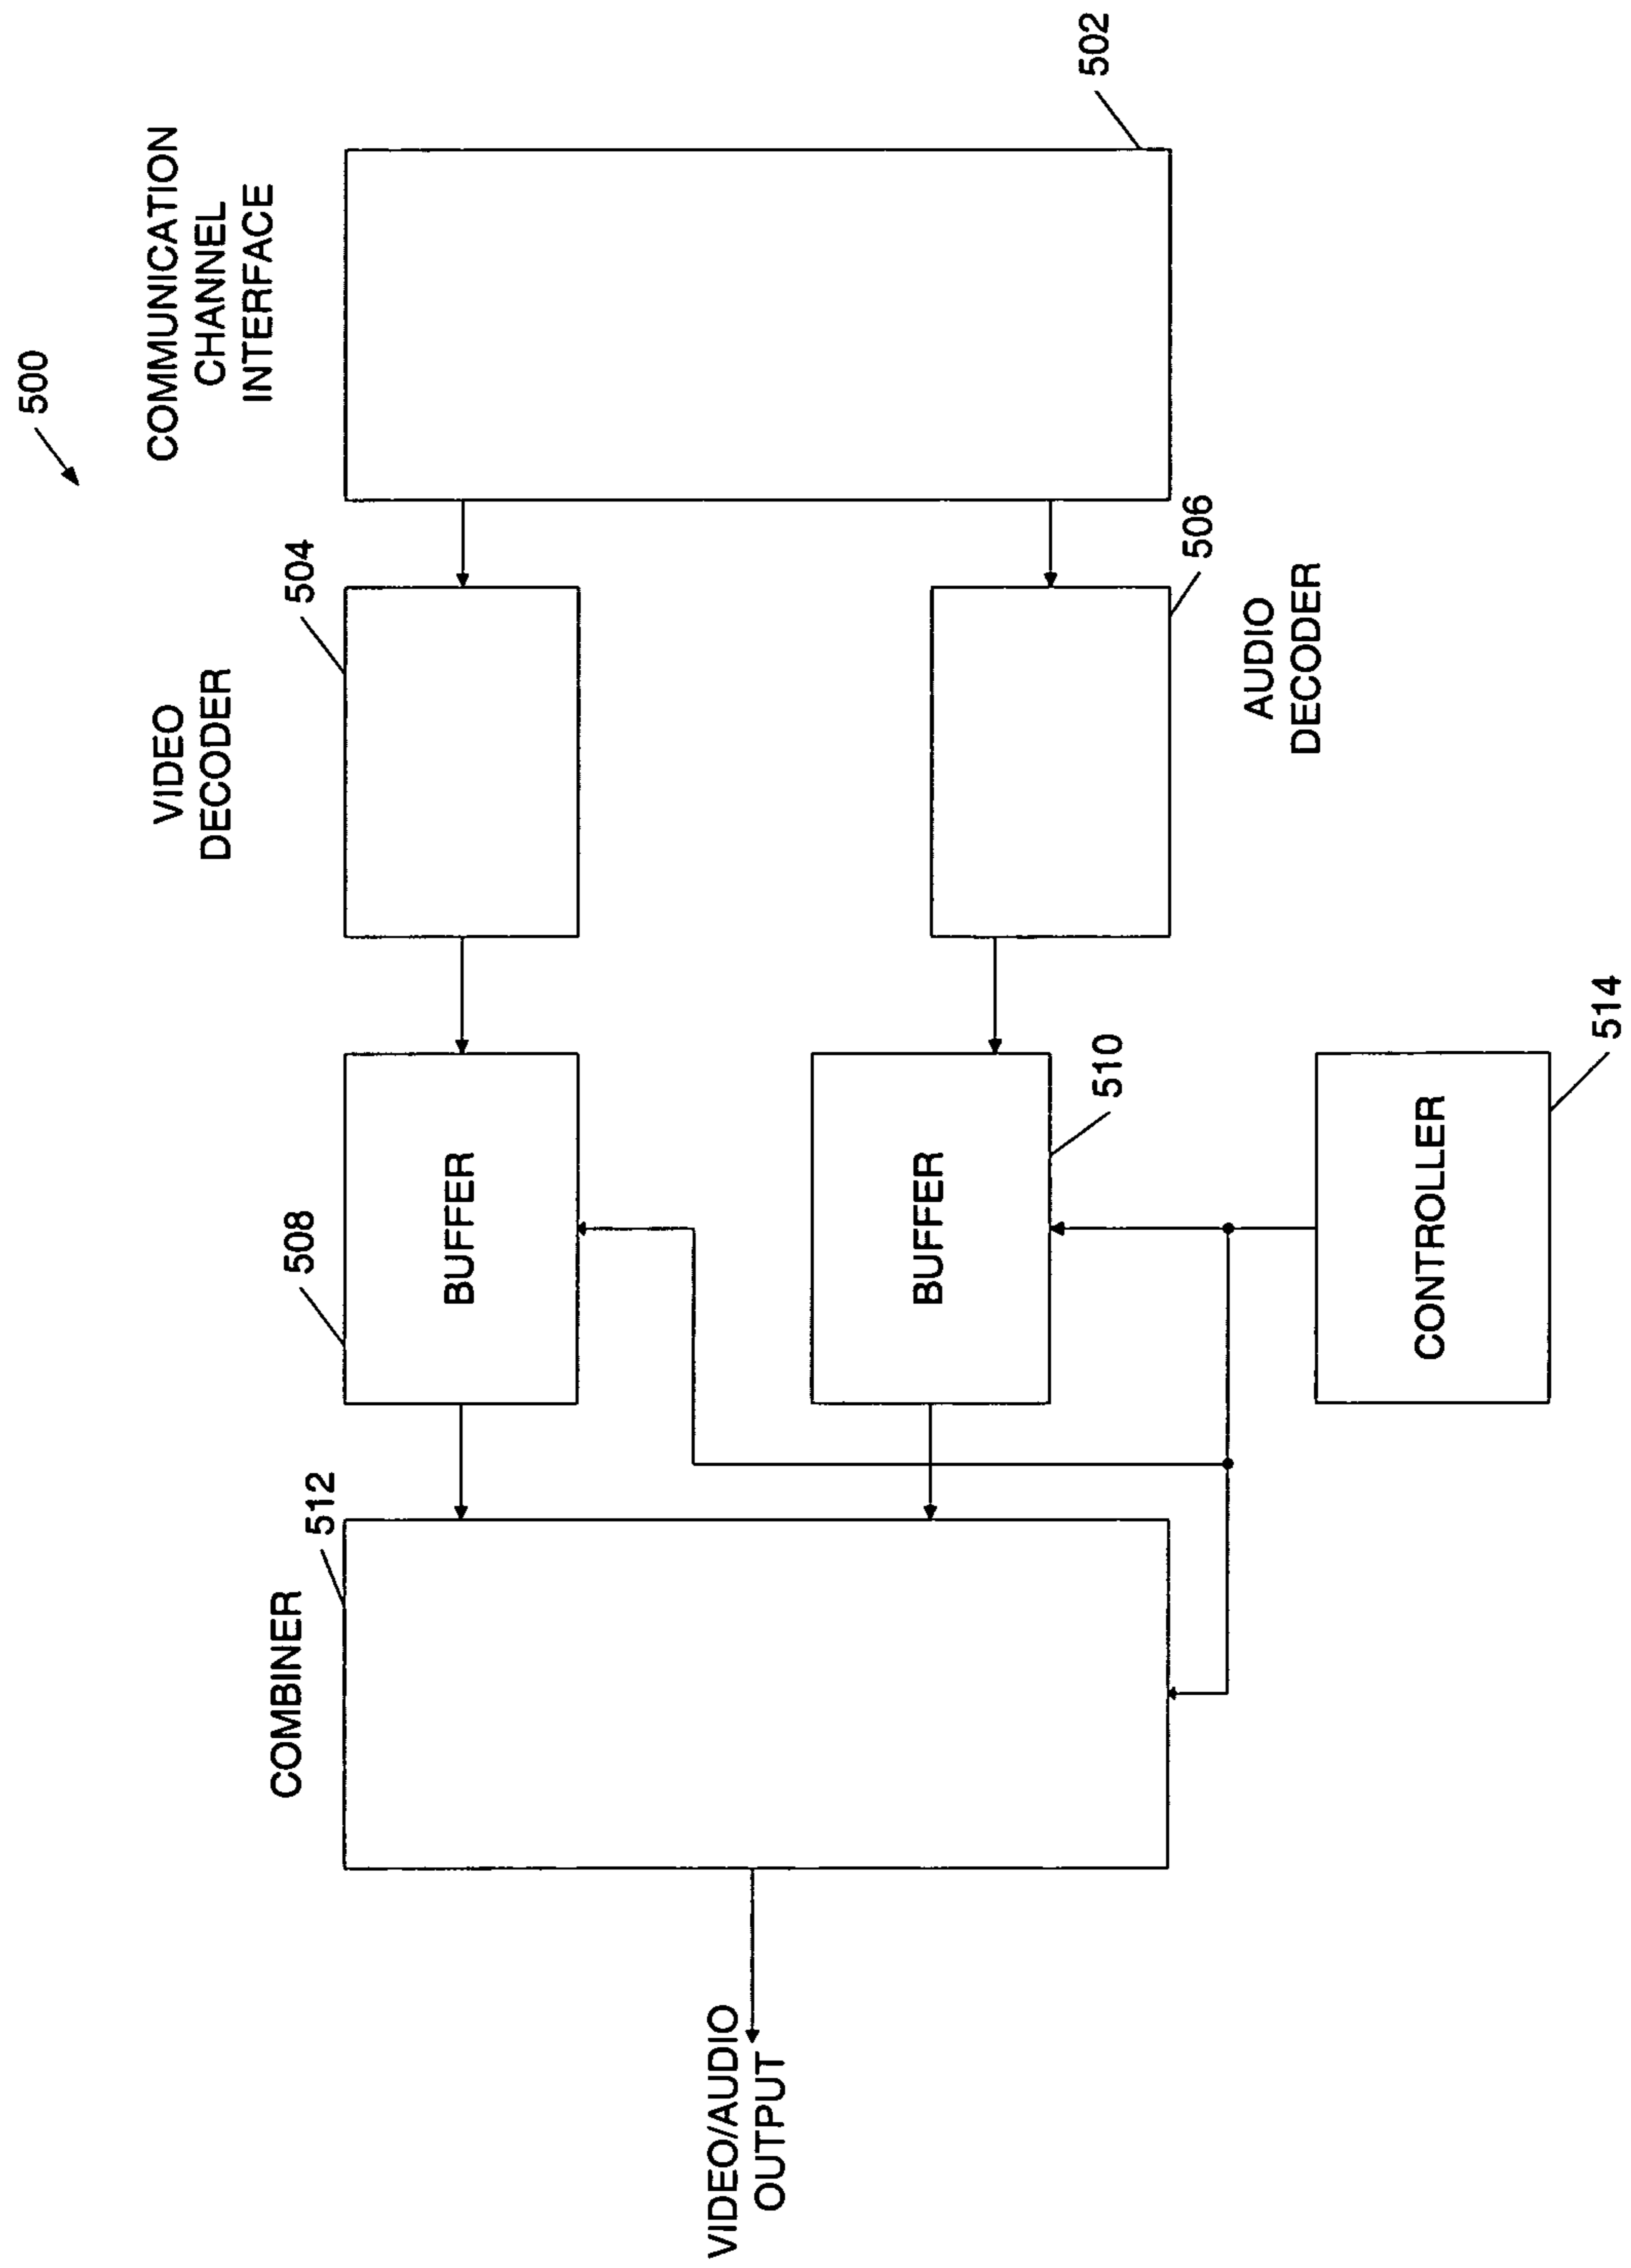 500
COMMUNICATION
CHANNEL
INTERFACE
502
VIDEO
DECODER
504
506
AUDIO
DECODER
508
BUFFER
BUFFER
510
CONTROLLER
514
COMBINER
512
VIDEO/AUDIO
OUTPUT